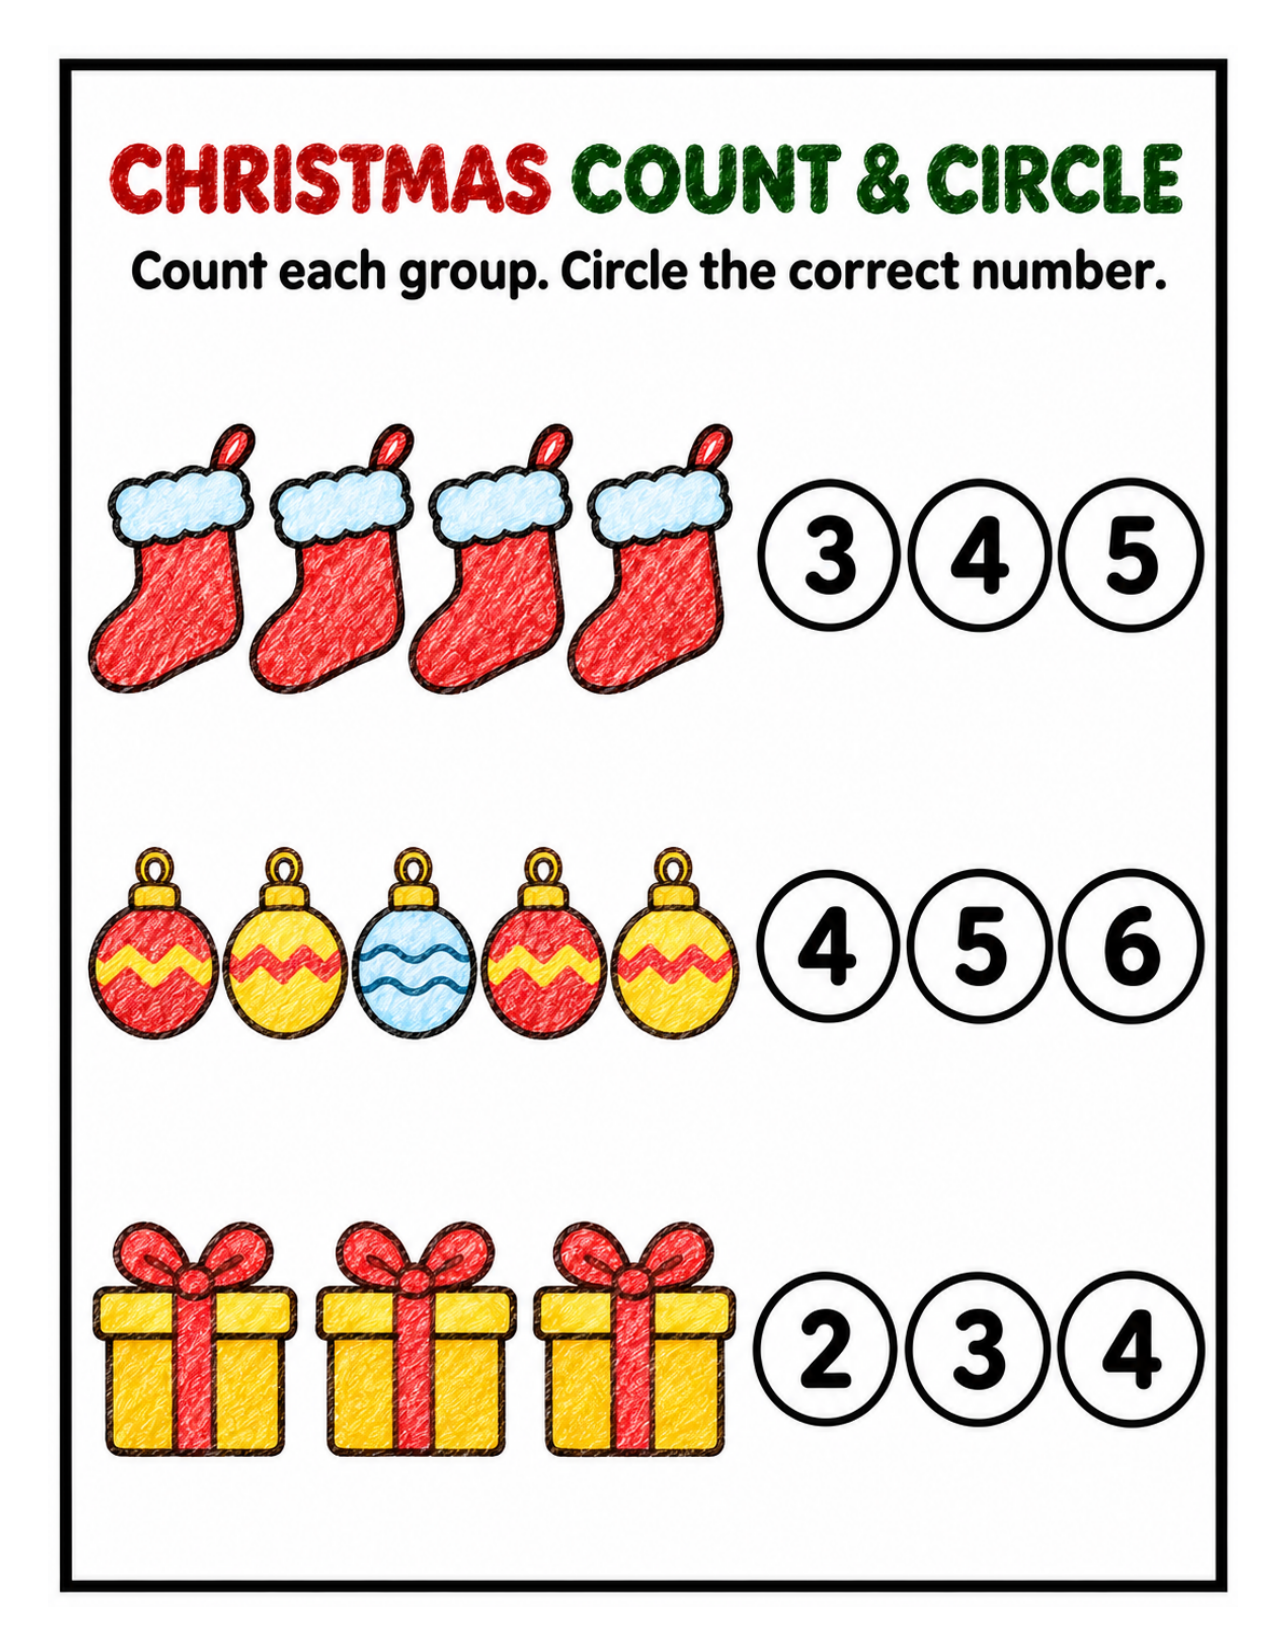 CHRISTMAS COUNT & CIRCLE
Count each group. Circle the correct number.
3 4 5
4 5 6
2 3 4